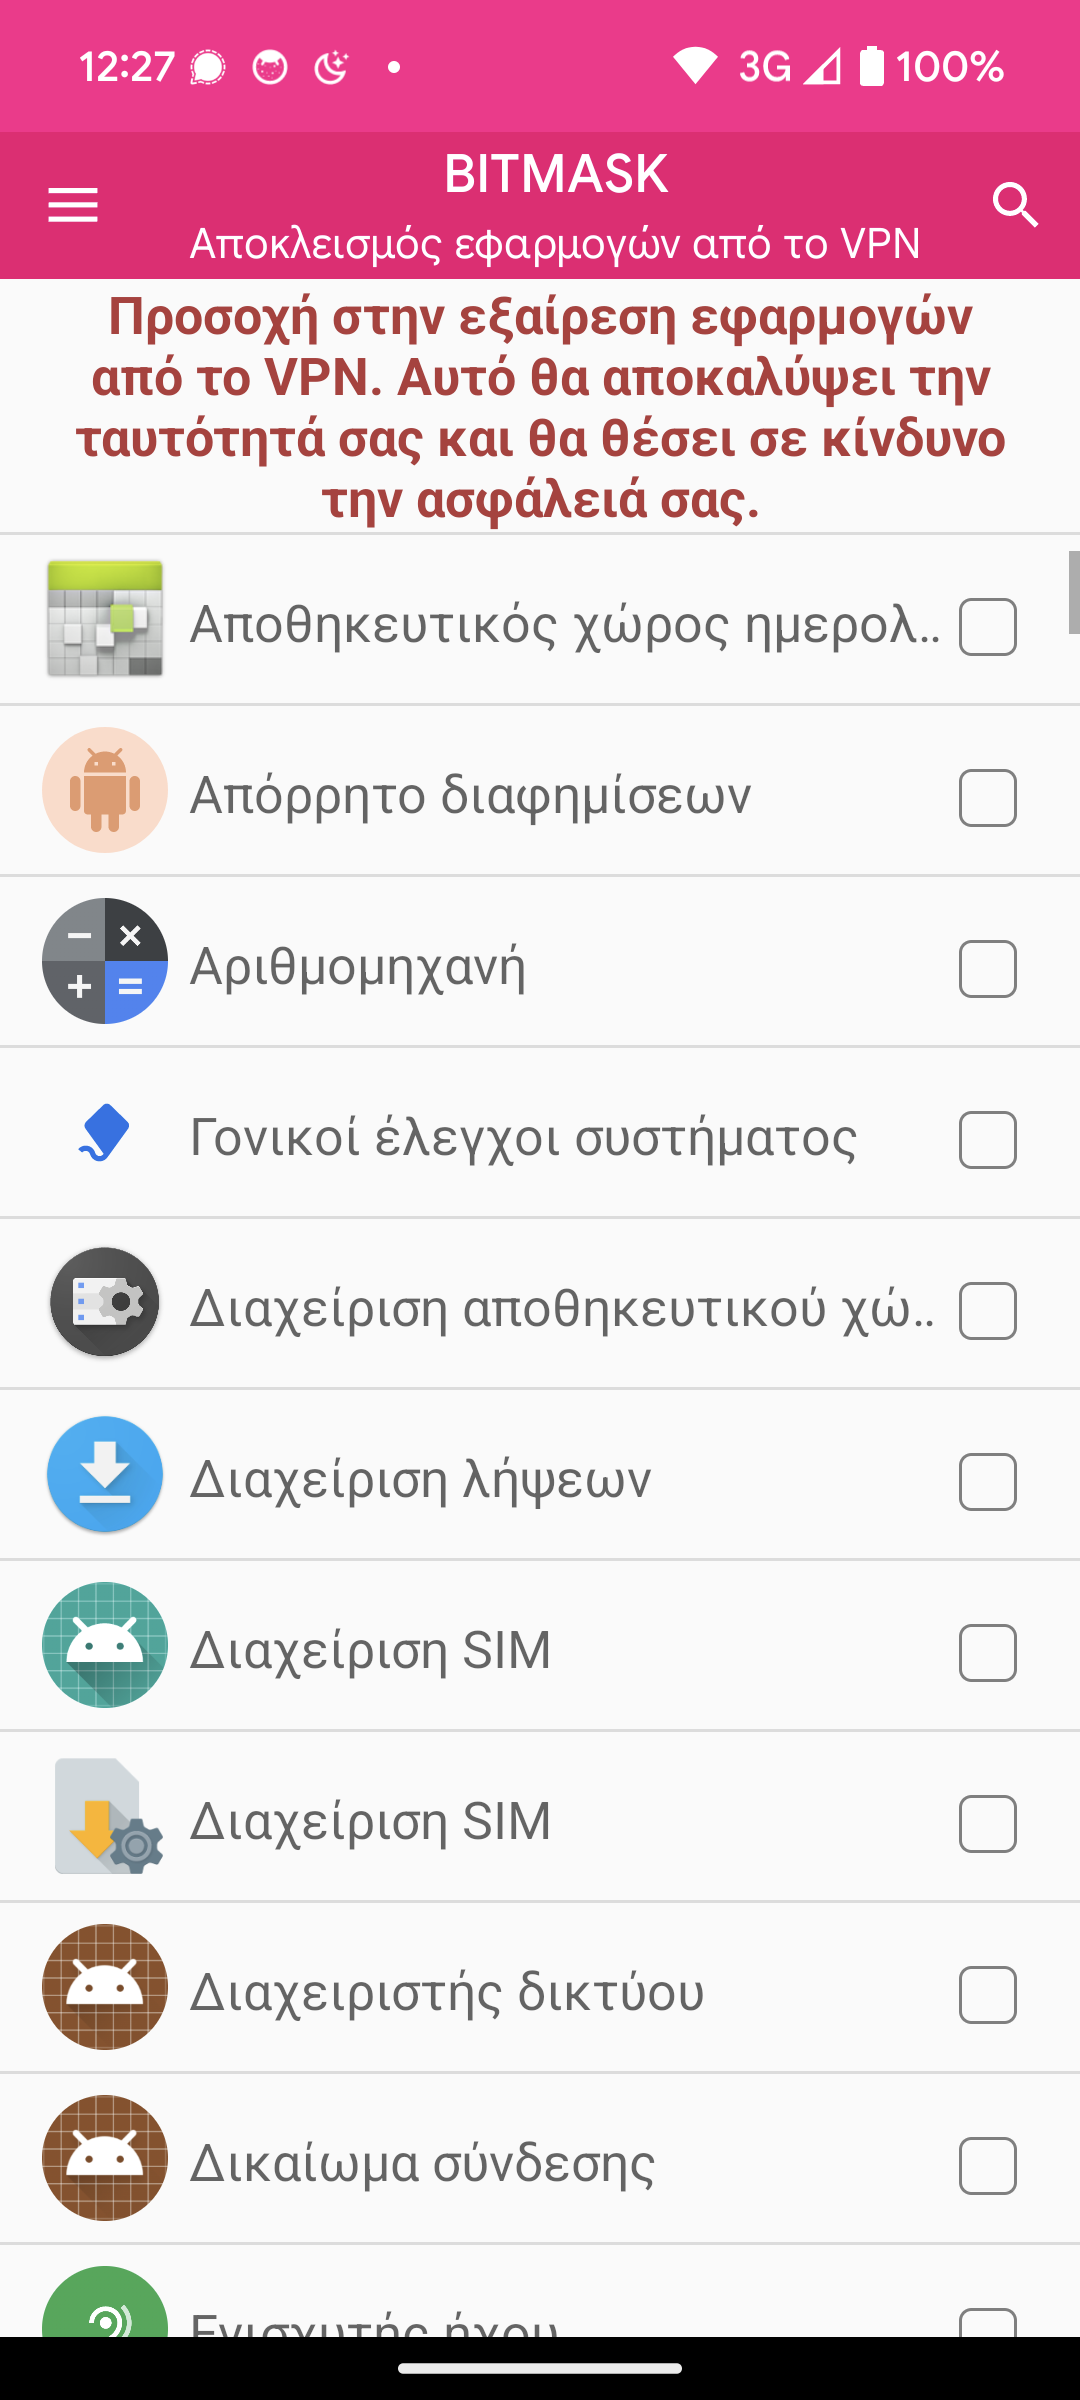 12:27 3G 100%
BITMASK
Αποκλεισμός εφαρμογών από το VPN
Προσοχή στην εξαίρεση εφαρμογών
από το VPN. Αυτό θα αποκαλύψει την
ταυτότητά σας και θα θέσει σε κίνδυνο
την ασφάλειά σας.
Αποθηκευτικός χώρος ημερολ..
Απόρρητο διαφημίσεων
Αριθμομηχανή
Γονικοί έλεγχοι συστήματος
Διαχείριση αποθηκευτικού χώ..
Διαχείριση λήψεων
Διαχείριση SIM
Διαχείριση SIM
Διαχειριστής δικτύου
Δικαίωμα σύνδεσης
Ενισχυτής ήχου